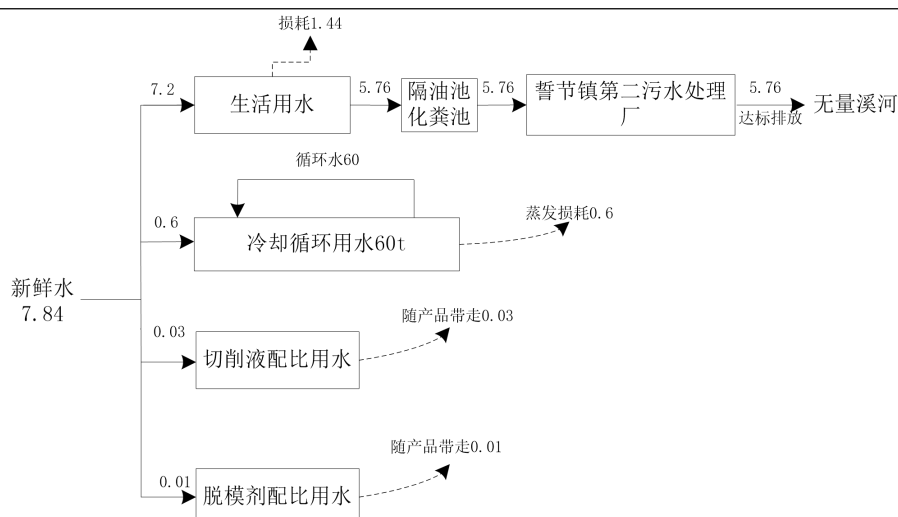 损耗1.44
7.2
生活用水
5.76
隔油池
化粪池
5.76
誓节镇第二污水处理
厂
5.76
达标排放
无量溪河
循环水60
0.6
冷却循环用水60t
蒸发损耗0.6
新鲜水
7.84
0.03
切削液配比用水
随产品带走0.03
0.01
脱模剂配比用水
随产品带走0.01